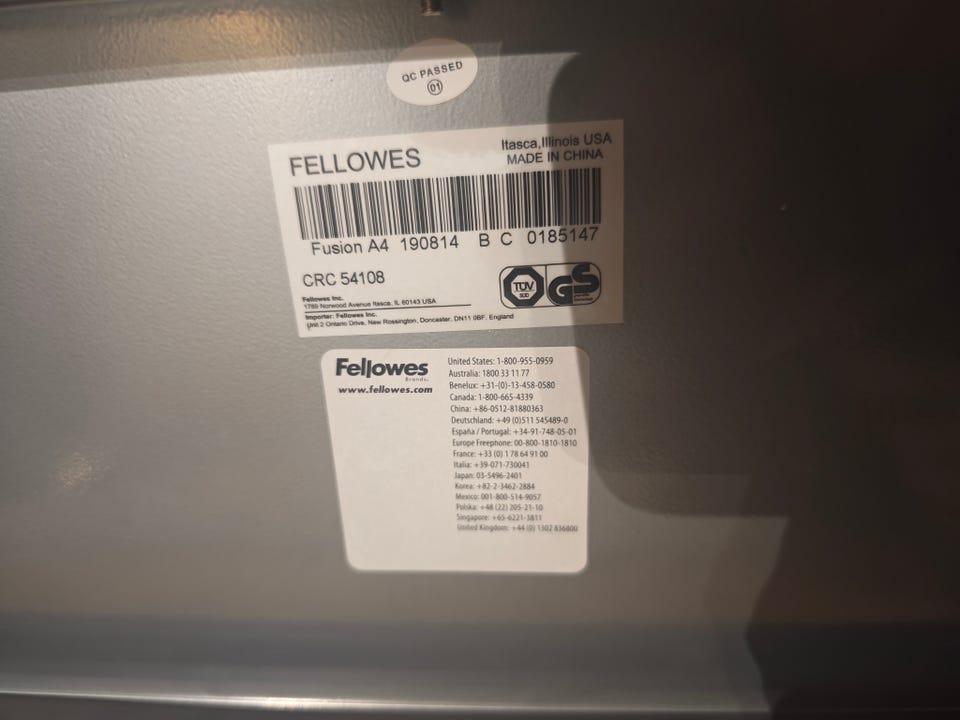 QC PASSED
01
FELLOWES
Itasca,Illinois USA
MADE IN CHINA
Fusion A4 190814 B C 0185147
CRC 54108
TÜV
SÜD
GS
Fellowes Inc.
1789 Norwood Avenue Itasca, IL 60143 USA
Importer: Fellowes Inc.
Unit 2 Ontario Drive, New Rossington, Doncaster, DN11 0BF. England
Fellowes
Brands
www.fellowes.com
United States: 1-800-955-0959
Australia: 1800 33 11 77
Benelux: +31-(0)-13-458-0580
Canada: 1-800-665-4339
China: +86-0512-81880363
Deutschland: +49 (0)511 545489-0
España / Portugal: +34-91-748-05-01
Europe Freephone: 00-800-1810-1810
France: +33 (0) 1 78 64 91 00
Italia: +39-071-730041
Japan: 03-5496-2401
Korea: +82-2-3462-2884
Mexico: 001-800-514-9057
Polska: +48 (22) 205-21-10
Singapore: +65-6221-3811
United Kingdom: +44 (0) 1302 836800